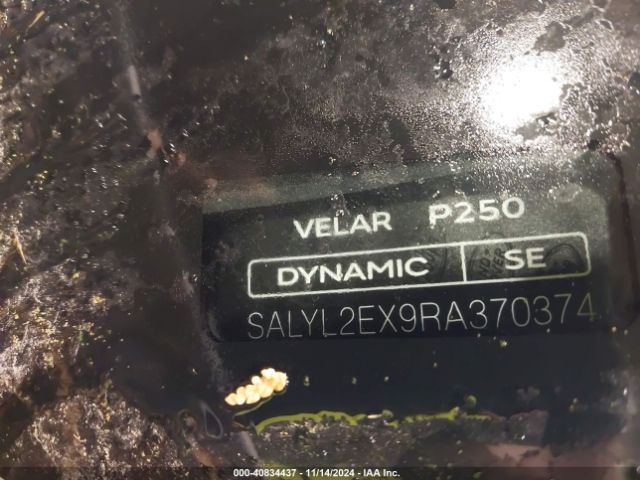 VELAR P250
DYNAMIC SE
SALYL2EX9RA370374
000-40834437 - 11/14/2024 - IAA Inc.